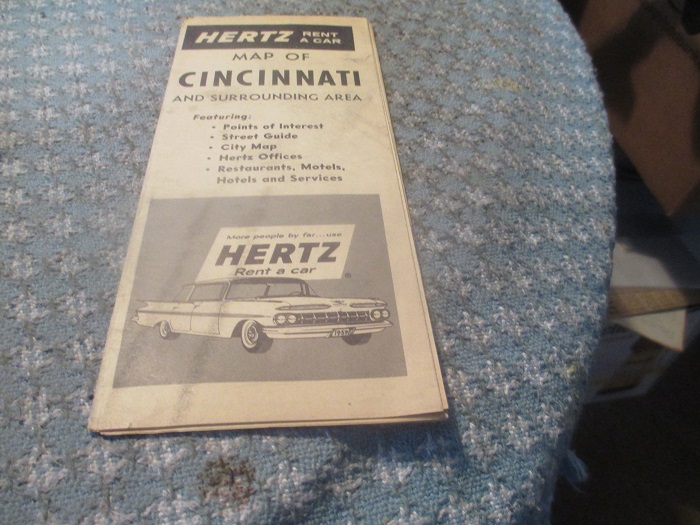 HERTZ RENT A CAR
MAP OF
CINCINNATI
AND SURROUNDING AREA
Featuring:
• Points of Interest
• Street Guide
• City Map
• Hertz Offices
• Restaurants, Motels,
Hotels and Services
More people by far...use
HERTZ
Rent a car
®